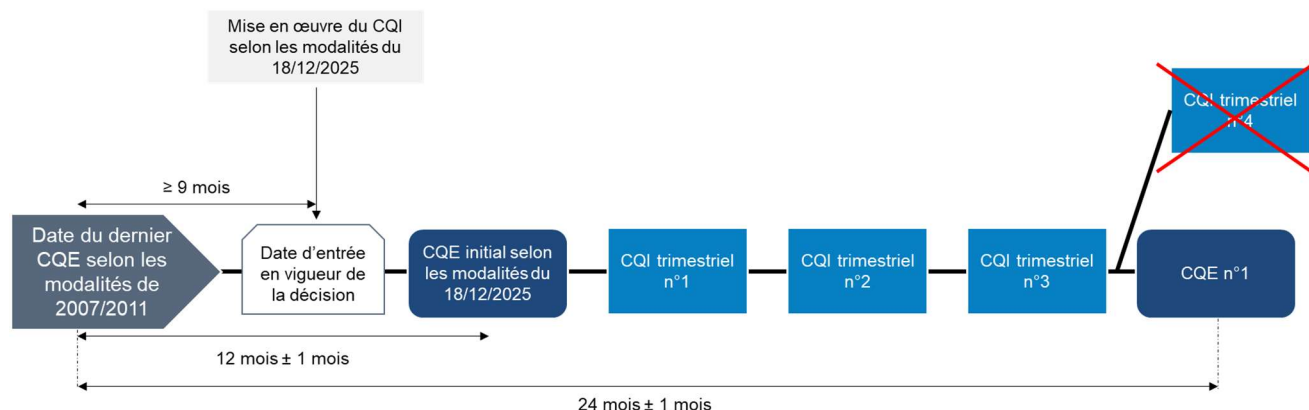 Mise en œuvre du CQI
selon les modalités du
18/12/2025
CQI trimestriel
n°4
≥ 9 mois
Date du dernier
CQE selon les
modalités de
2007/2011
Date d’entrée
en vigueur de
la décision
CQE initial selon
les modalités du
18/12/2025
CQI trimestriel
n°1
CQI trimestriel
n°2
CQI trimestriel
n°3
CQE n°1
12 mois ± 1 mois
24 mois ± 1 mois